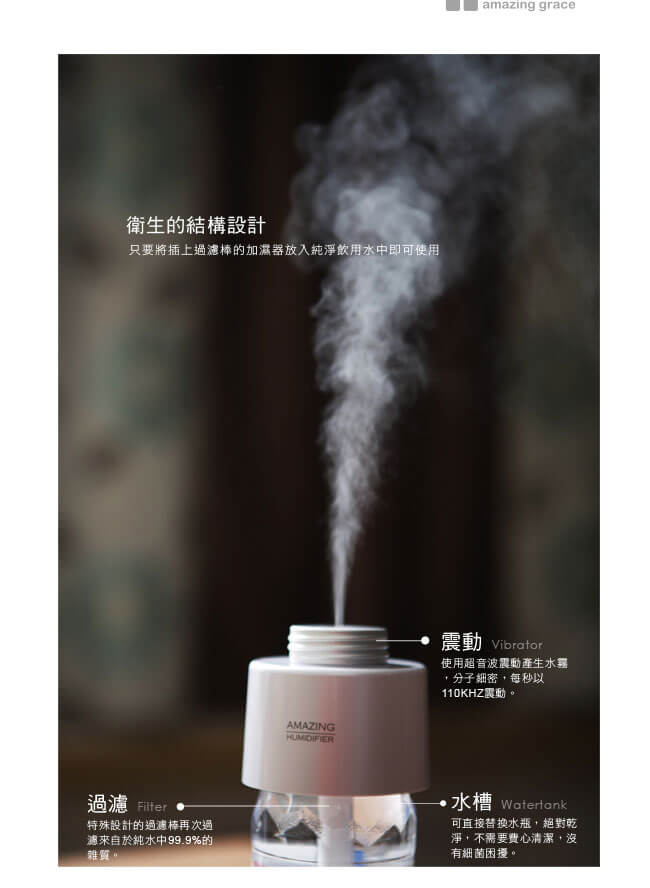 amazing grace
衛生的結構設計
只要將插上過濾棒的加濕器放入純淨飲用水中即可使用
震動 Vibrator
使用超音波震動產生水霧
，分子細密，每秒以
110KHZ震動。
AMAZING
HUMIDIFIER
過濾 Filter
特殊設計的過濾棒再次過
濾來自於純水中99.9%的
雜質。
水槽 Watertank
可直接替換水瓶，絕對乾
淨，不需要費心清潔，沒
有細菌困擾。